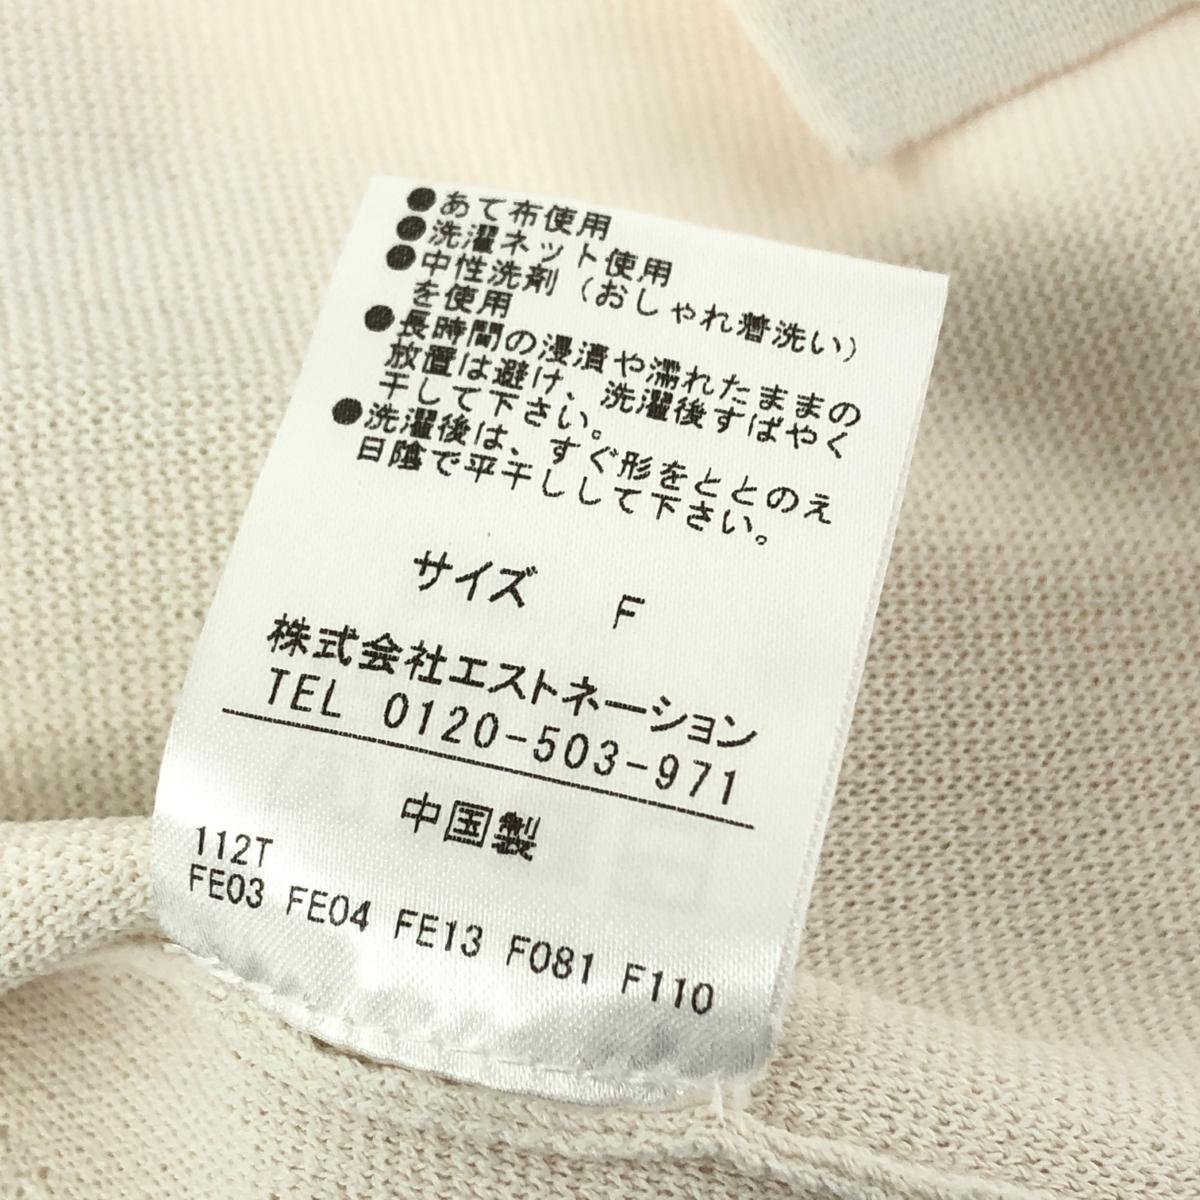 ●あて布使用
●洗濯ネット使用
●中性洗剤（おしゃれ着洗い）
を使用
●長時間の浸漬や濡れたままの
放置は避け、洗濯後すばやく
干して下さい。
●洗濯後は、すぐ形をととのえ
日陰で平干しして下さい。
サイズ F
株式会社エストネーション
TEL 0120-503-971
中国製
112T
FE03 FE04 FE13 F081 F110